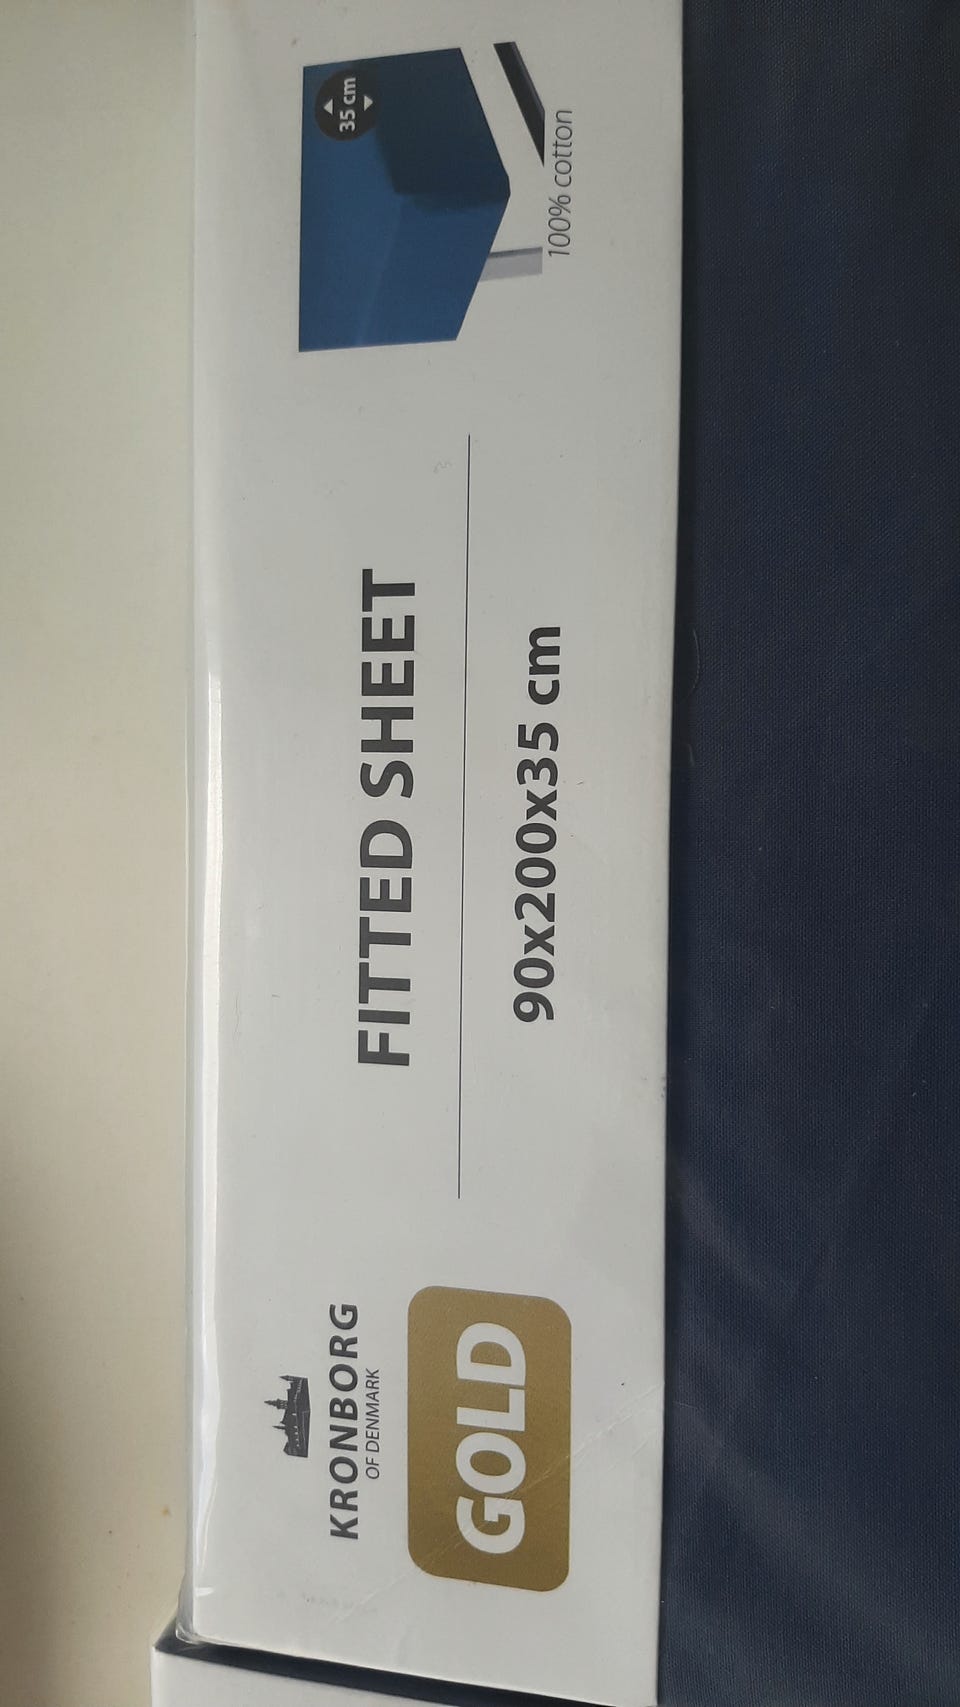 KRONBORG
OF DENMARK
GOLD
FITTED SHEET
90x200x35 cm
35 cm
100% cotton